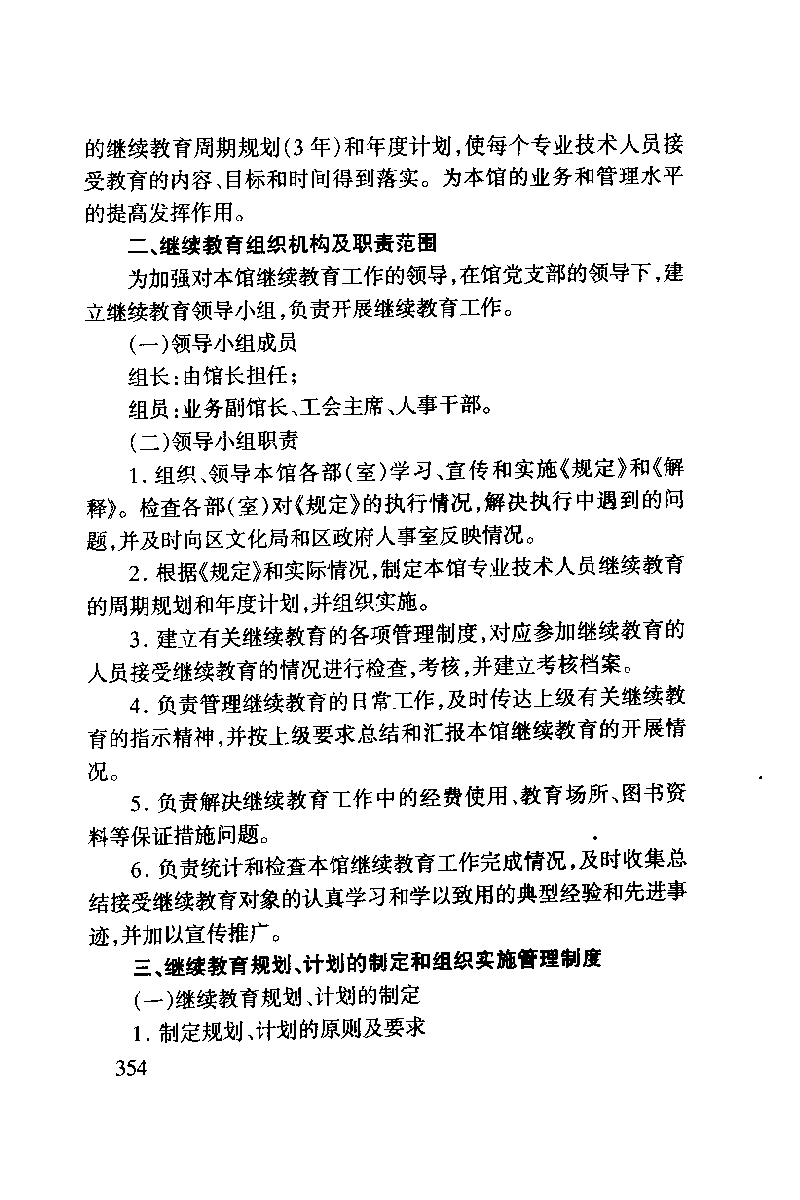 的继续教育周期规划(3 年)和年度计划,使每个专业技术人员接
受教育的内容、目标和时间得到落实。为本馆的业务和管理水平
的提高发挥作用。
二、继续教育组织机构及职责范围
为加强对本馆继续教育工作的领导,在馆党支部的领导下,建
立继续教育领导小组,负责开展继续教育工作。
(一)领导小组成员
组长:由馆长担任;
组员:业务副馆长、工会主席、人事干部。
(二)领导小组职责
1. 组织、领导本馆各部(室)学习、宣传和实施《规定》和《解
释》。检查各部(室)对《规定》的执行情况,解决执行中遇到的问
题,并及时向区文化局和区政府人事室反映情况。
2. 根据《规定》和实际情况,制定本馆专业技术人员继续教育
的周期规划和年度计划,并组织实施。
3. 建立有关继续教育的各项管理制度,对应参加继续教育的
人员接受继续教育的情况进行检查,考核,并建立考核档案。
4. 负责管理继续教育的日常工作,及时传达上级有关继续教
育的指示精神,并按上级要求总结和汇报本馆继续教育的开展情
况。
5. 负责解决继续教育工作中的经费使用、教育场所、图书资
料等保证措施问题。
6. 负责统计和检查本馆继续教育工作完成情况,及时收集总
结接受继续教育对象的认真学习和学以致用的典型经验和先进事
迹,并加以宣传推广。
三、继续教育规划、计划的制定和组织实施管理制度
(一)继续教育规划、计划的制定
1. 制定规划、计划的原则及要求
354